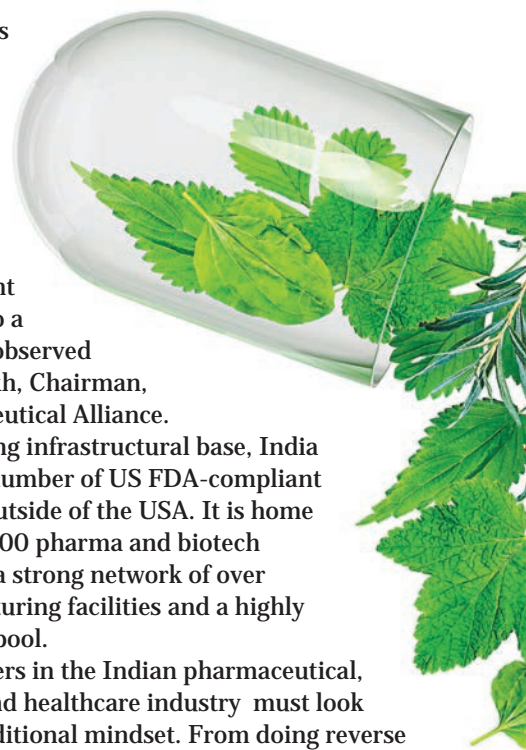 s
nt
o a
observed
kh, Chairman,
eutical Alliance.
ng infrastructural base, India
umber of US FDA-compliant
utside of the USA. It is home
00 pharma and biotech
a strong network of over
turing facilities and a highly
pool.
ers in the Indian pharmaceutical,
nd healthcare industry must look
ditional mindset. From doing reverse